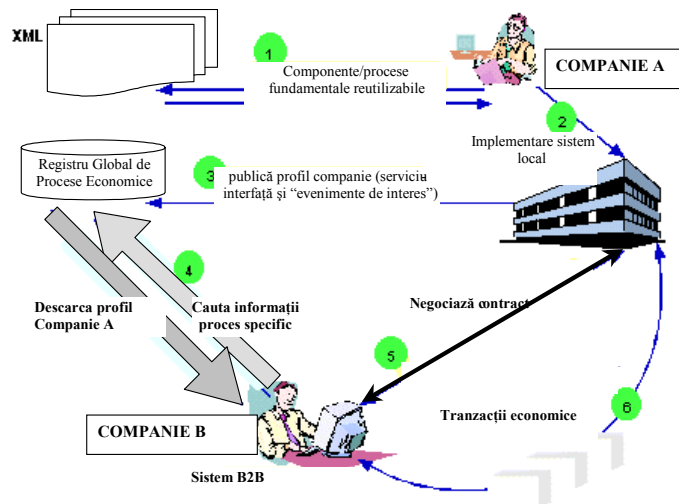 XML
1
Componente/procese
fundamentale reutilizabile
COMPANIE A
2
Implementare sistem
local
Registru Global de
Procese Economice
3
publică profil companie (serviciu
interfaţă şi “evenimente de interes”)
4
Descarca profil
Companie A
Cauta informaţii
proces specific
Negociază contract
5
COMPANIE B
Sistem B2B
Tranzacţii economice
6